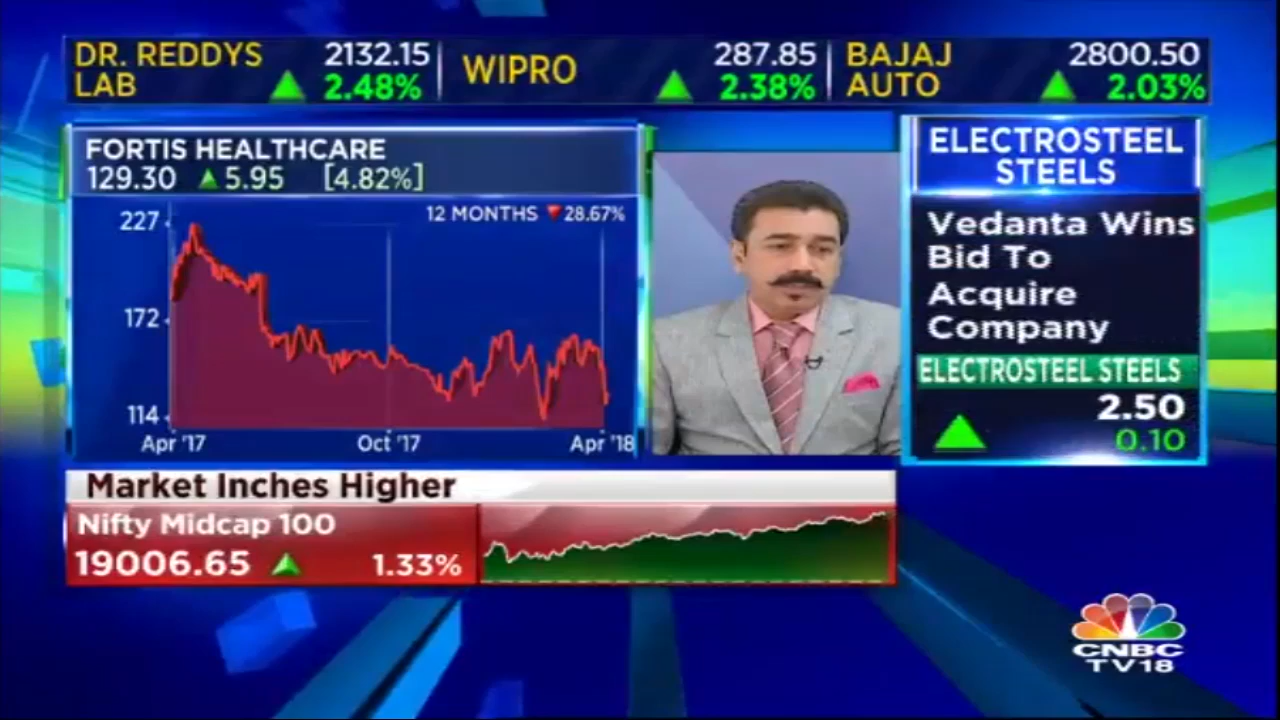 DR. REDDYS LAB
2132.15
2.48%
WIPRO
287.85
2.38%
BAJAJ AUTO
2800.50
2.03%
FORTIS HEALTHCARE
129.30 5.95 [4.82%]
12 MONTHS 28.67%
227
172
114
Apr '17 Oct '17 Apr '18
ELECTROSTEEL
STEELS
Vedanta Wins
Bid To
Acquire
Company
ELECTROSTEEL STEELS
2.50
0.10
Market Inches Higher
Nifty Midcap 100
19006.65 1.33%
CNBC
TV18